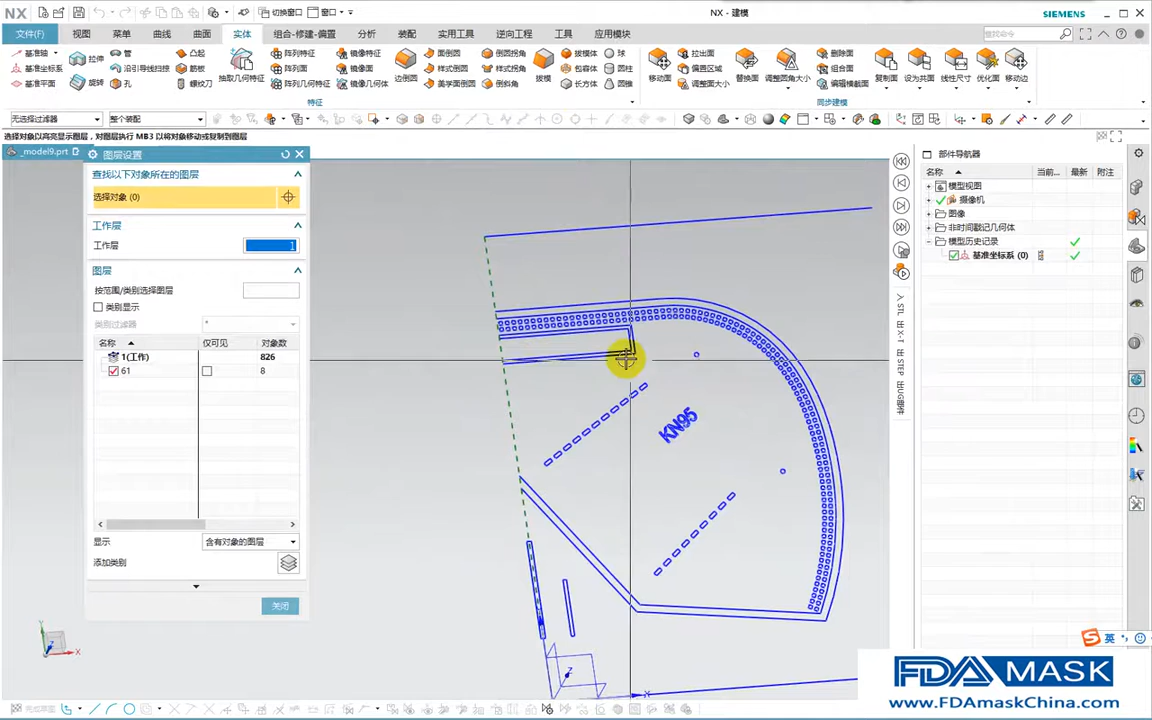 NX
切换窗口
窗口
NX - 建模
SIEMENS
文件(F)
视图
菜单
曲线
曲面
实体
组合-修建-偏置
分析
装配
实用工具
逆向工程
工具
应用模块
查找命令
基准轴
基准坐标系
基准平面
拉伸
旋转
管
沿引导线扫掠
孔
凸起
筋板
螺纹刀
抽取几何特征
阵列特征
阵列面
阵列几何特征
镜像特征
镜像面
镜像几何体
边倒圆
面倒圆
样式倒圆
美学面倒圆
倒圆拐角
样式拐角
倒斜角
拔模
拔模体
包容体
长方体
球
圆柱
圆锥
移动面
拉出面
偏置区域
替换面
调整圆角大小
删除面
组合面
编辑横截面
复制面
设为共面
线性尺寸
优化面
移动边
特征
同步建模
无选择过滤器
整个装配
选择对象以高亮显示图层，对图层执行 MB3 以将对象移动或复制到图层
_model9.prt
图层设置
查找以下对象所在的图层
选择对象 (0)
工作层
工作层
1
图层
按范围/类别选择图层
类别显示
类别过滤器
*
名称
仅可见
对象数
1(工作)
826
61
8
显示
含有对象的图层
添加类别
关闭
KN95
Z
X
Y
X
部件导航器
名称
当前...
最新
附注
模型视图
摄像机
图像
非时间戳记几何体
模型历史记录
基准坐标系 (0)
英
FDA MASK
www.FDAmaskChina.com